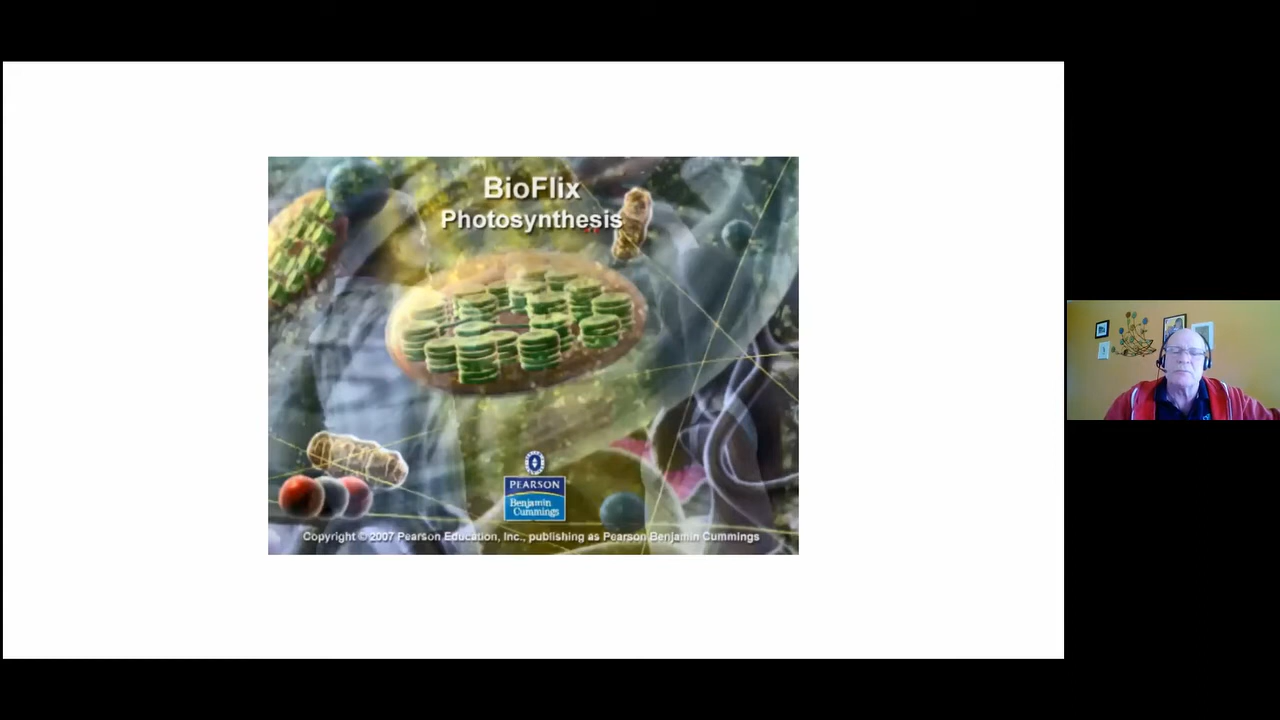 BioFlix
Photosynthesis
PEARSON
Benjamin
Cummings
Copyright © 2007 Pearson Education, Inc., publishing as Pearson Benjamin Cummings